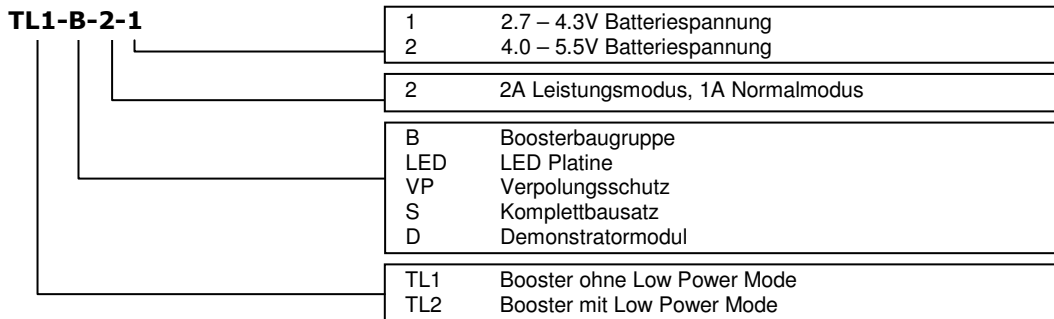 TL1-B-2-1
1 2.7 – 4.3V Batteriespannung
2 4.0 – 5.5V Batteriespannung
2 2A Leistungsmodus, 1A Normalmodus
B Boosterbaugruppe
LED LED Platine
VP Verpolungsschutz
S Komplettbausatz
D Demonstratormodul
TL1 Booster ohne Low Power Mode
TL2 Booster mit Low Power Mode